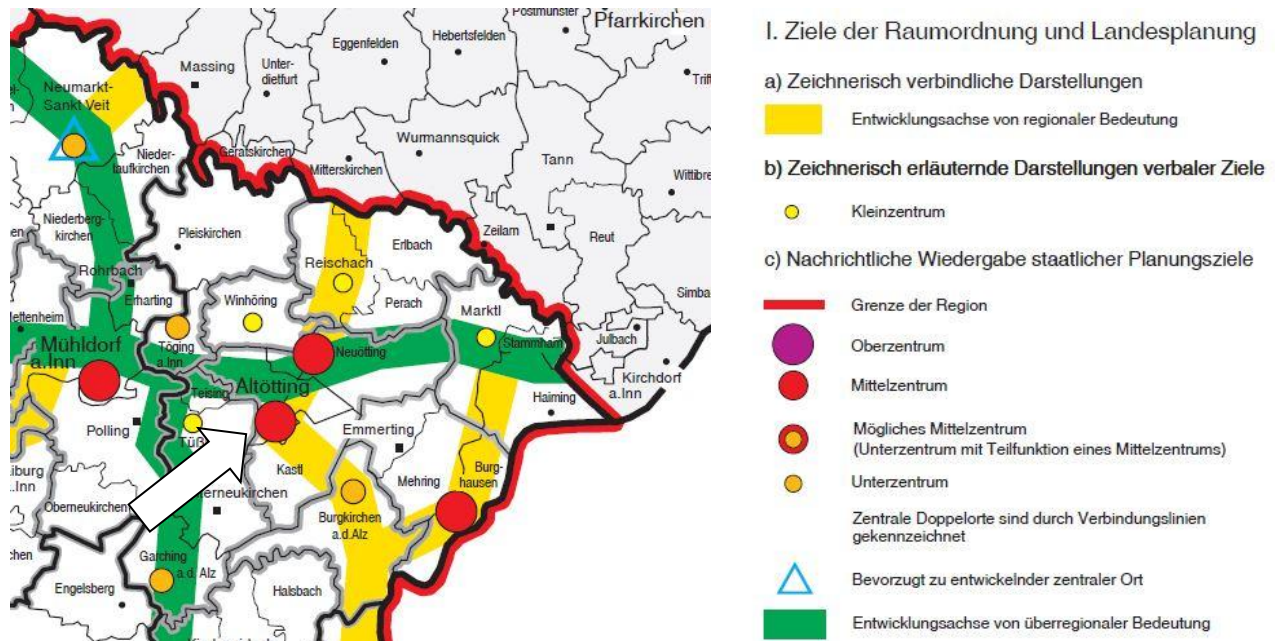 Postmünster
Pfarrkirchen
Eggenfelden
Hebertsfelden
Massing
Unter-
dietfurt
Neumarkt-
Sankt Veit
Wurmannsquick
Nieder-
taufkirchen
Geratskirchen
Mitterskirchen
Tann
Niederberg-
kirchen
Pleiskirchen
Erlbach
Zeilarn
Reut
Rohrbach
Reischach
Erharting
Winhöring
Perach
Marktl
Mühldorf
a.Inn
Töging
a.Inn
Neuötting
Stammham
Julbach
Kirchdorf
a.Inn
Teising
Altötting
Haiming
Polling
Emmerting
Kastl
Mehring
Burg-
hausen
Oberneukirchen
Burgkirchen
a.d.Alz
Garching
a.d. Alz
Engelsberg
Halsbach
I. Ziele der Raumordnung und Landesplanung
a) Zeichnerisch verbindliche Darstellungen
Entwicklungsachse von regionaler Bedeutung
b) Zeichnerisch erläuternde Darstellungen verbaler Ziele
Kleinzentrum
c) Nachrichtliche Wiedergabe staatlicher Planungsziele
Grenze der Region
Oberzentrum
Mittelzentrum
Mögliches Mittelzentrum
(Unterzentrum mit Teilfunktion eines Mittelzentrums)
Unterzentrum
Zentrale Doppelorte sind durch Verbindungslinien
gekennzeichnet
Bevorzugt zu entwickelnder zentraler Ort
Entwicklungsachse von überregionaler Bedeutung